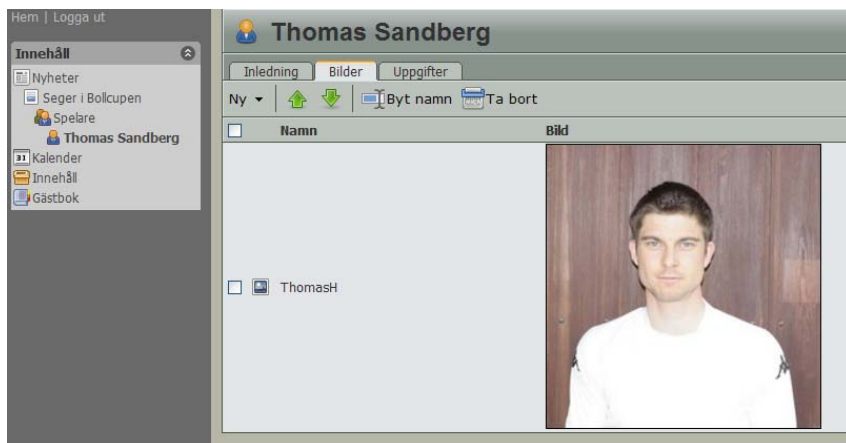 Hem | Logga ut
Innehåll
Nyheter
Seger i Bollcupen
Spelare
Thomas Sandberg
31 Kalender
Innehåll
Gästbok
Thomas Sandberg
Inledning Bilder Uppgifter
Ny Byt namn Ta bort
Namn Bild
ThomasH